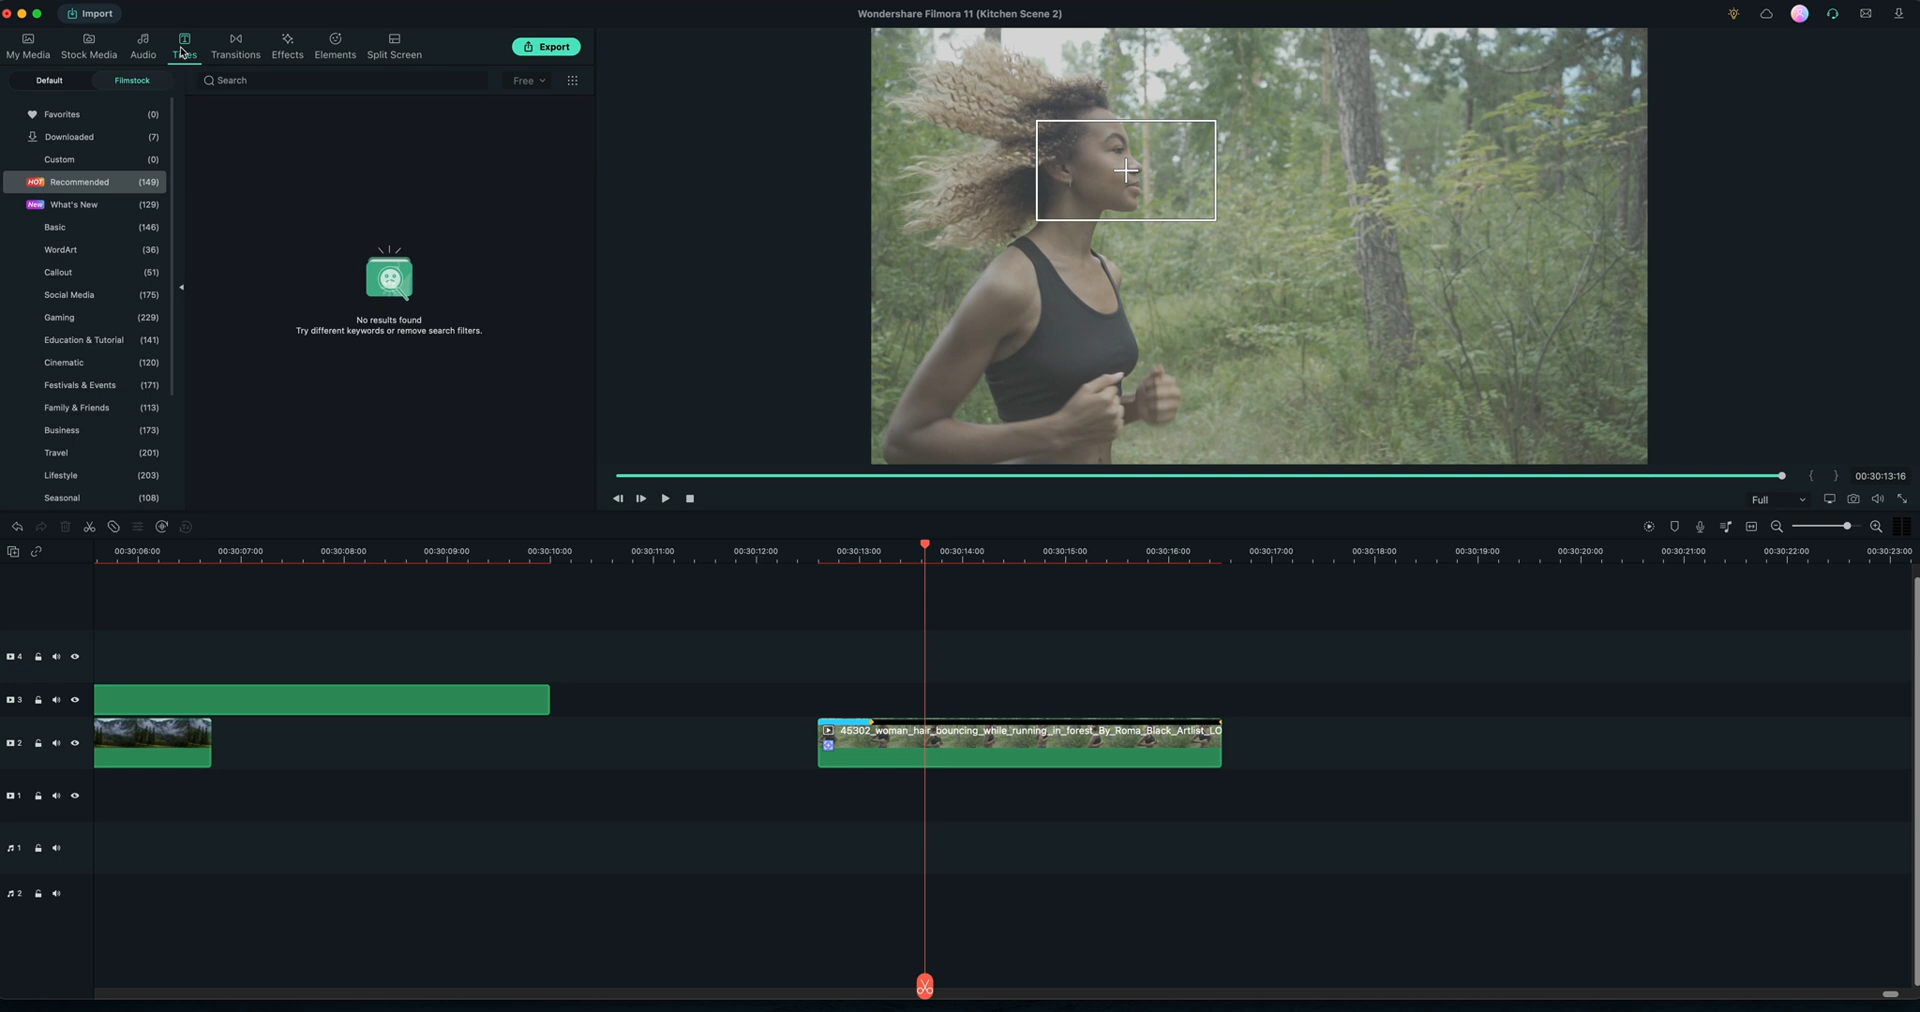 Import
Wondershare Filmora 11 (Kitchen Scene 2)
My Media Stock Media Audio Transitions Effects Elements Split Screen
Export
Default Filmstock Search Free
Favorites (0)
Downloaded (7)
Custom (0)
HOT Recommended (149)
New What's New (129)
Basic (146)
WordArt (36)
Callout (51)
Social Media (175)
Gaming (229)
Education & Tutorial (141)
Cinematic (120)
Festivals & Events (171)
Family & Friends (113)
Business (173)
Travel (201)
Lifestyle (203)
Seasonal (108)
No results found
Try different keywords or remove search filters.
{ } 00:30:13:16
Full
00:30:06:00 00:30:07:00 00:30:08:00 00:30:09:00 00:30:10:00 00:30:11:00 00:30:12:00 00:30:13:00 00:30:14:00 00:30:15:00 00:30:16:00 00:30:17:00 00:30:18:00 00:30:19:00 00:30:20:00 00:30:21:00 00:30:22:00 00:30:23:00
4
3
2
45302_woman_hair_bouncing_while_running_in_forest_By_Roma_Black_Artlist_LO
1
1
2